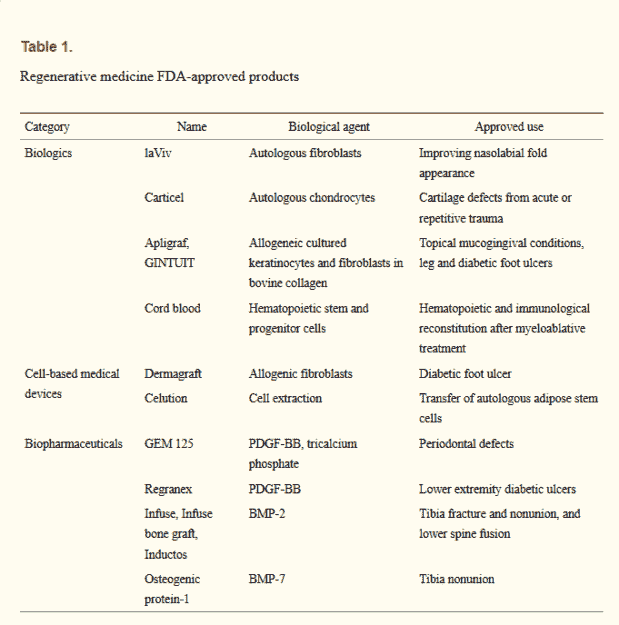 Table 1.
Regenerative medicine FDA-approved products
Category Name Biological agent Approved use
Biologics laViv Autologous fibroblasts Improving nasolabial fold
appearance
Carticel Autologous chondrocytes Cartilage defects from acute or
repetitive trauma
Apligraf, Allogeneic cultured Topical mucogingival conditions,
GINTUIT keratinocytes and fibroblasts in leg and diabetic foot ulcers
bovine collagen
Cord blood Hematopoietic stem and Hematopoietic and immunological
progenitor cells reconstitution after myeloablative
treatment
Cell-based medical Dermagraft Allogenic fibroblasts Diabetic foot ulcer
devices Celution Cell extraction Transfer of autologous adipose stem
cells
Biopharmaceuticals GEM 125 PDGF-BB, tricalcium Periodontal defects
phosphate
Regranex PDGF-BB Lower extremity diabetic ulcers
Infuse, Infuse BMP-2 Tibia fracture and nonunion, and
bone graft, lower spine fusion
Inductos
Osteogenic BMP-7 Tibia nonunion
protein-1